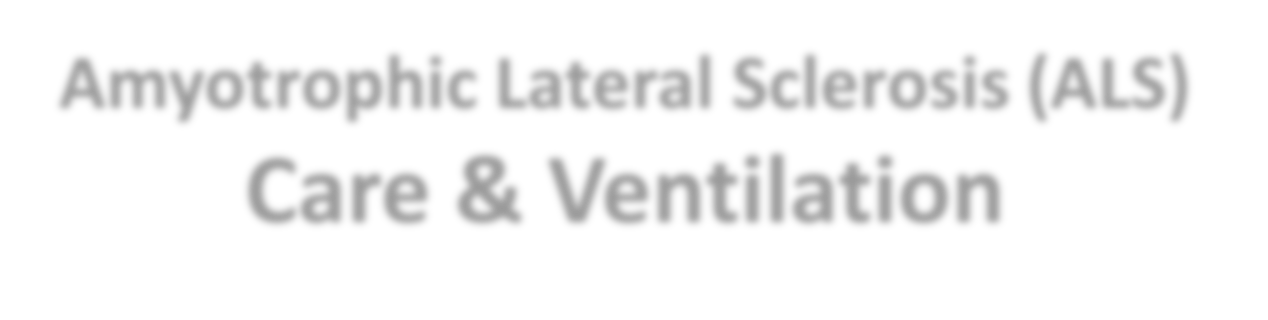 Amyotrophic Lateral Sclerosis (ALS)
Care & Ventilation